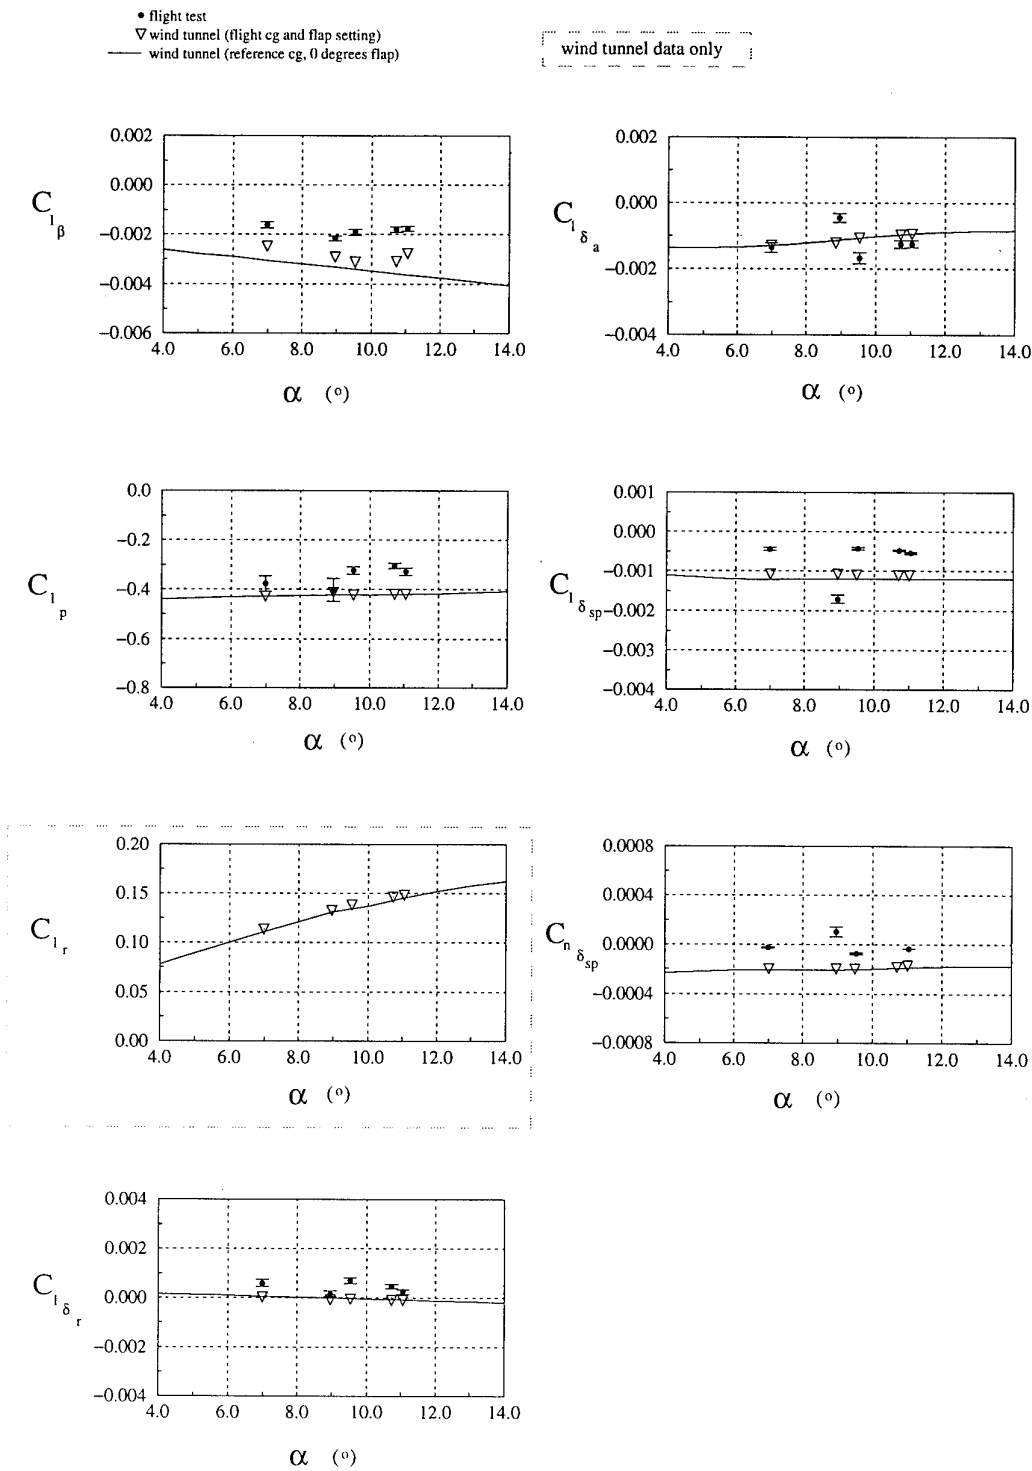 • flight test
▽ wind tunnel (flight cg and flap setting)
—— wind tunnel (reference cg, 0 degrees flap)
wind tunnel data only
C l β
0.002
0.000
−0.002
−0.004
−0.006
4.0 6.0 8.0 10.0 12.0 14.0
α (º)
C l δ a
0.002
0.000
−0.002
−0.004
4.0 6.0 8.0 10.0 12.0 14.0
α (º)
C l p
0.0
−0.2
−0.4
−0.6
−0.8
4.0 6.0 8.0 10.0 12.0 14.0
α (º)
C l δ sp
0.001
0.000
−0.001
−0.002
−0.003
−0.004
4.0 6.0 8.0 10.0 12.0 14.0
α (º)
C l r
0.20
0.15
0.10
0.05
0.00
4.0 6.0 8.0 10.0 12.0 14.0
α (º)
C n δ sp
0.0008
0.0004
0.0000
−0.0004
−0.0008
4.0 6.0 8.0 10.0 12.0 14.0
α (º)
C l δ r
0.004
0.002
0.000
−0.002
−0.004
4.0 6.0 8.0 10.0 12.0 14.0
α (º)